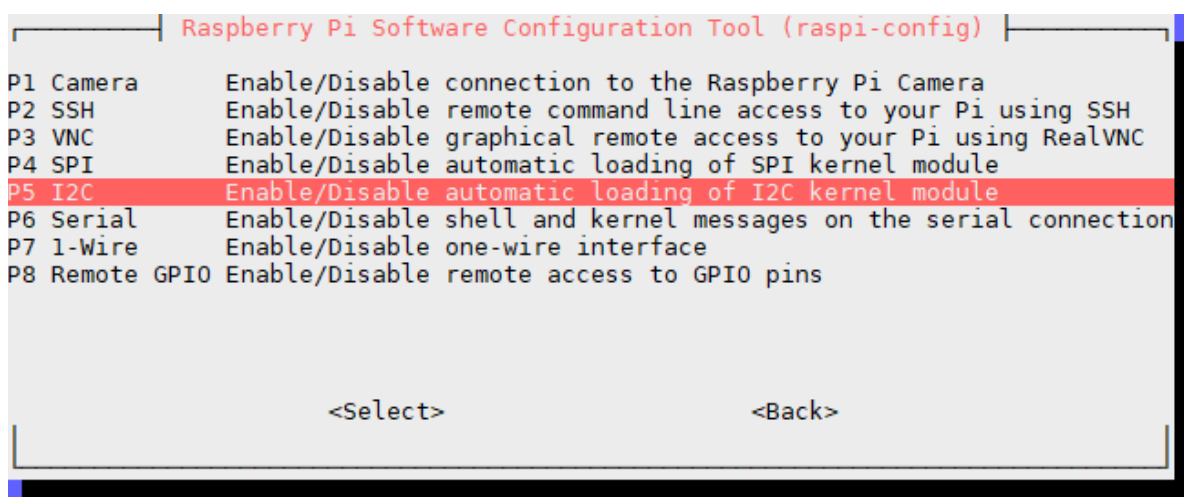 Raspberry Pi Software Configuration Tool (raspi-config)
P1 Camera Enable/Disable connection to the Raspberry Pi Camera
P2 SSH Enable/Disable remote command line access to your Pi using SSH
P3 VNC Enable/Disable graphical remote access to your Pi using RealVNC
P4 SPI Enable/Disable automatic loading of SPI kernel module
P5 I2C Enable/Disable automatic loading of I2C kernel module
P6 Serial Enable/Disable shell and kernel messages on the serial connection
P7 1-Wire Enable/Disable one-wire interface
P8 Remote GPIO Enable/Disable remote access to GPIO pins
<Select> <Back>